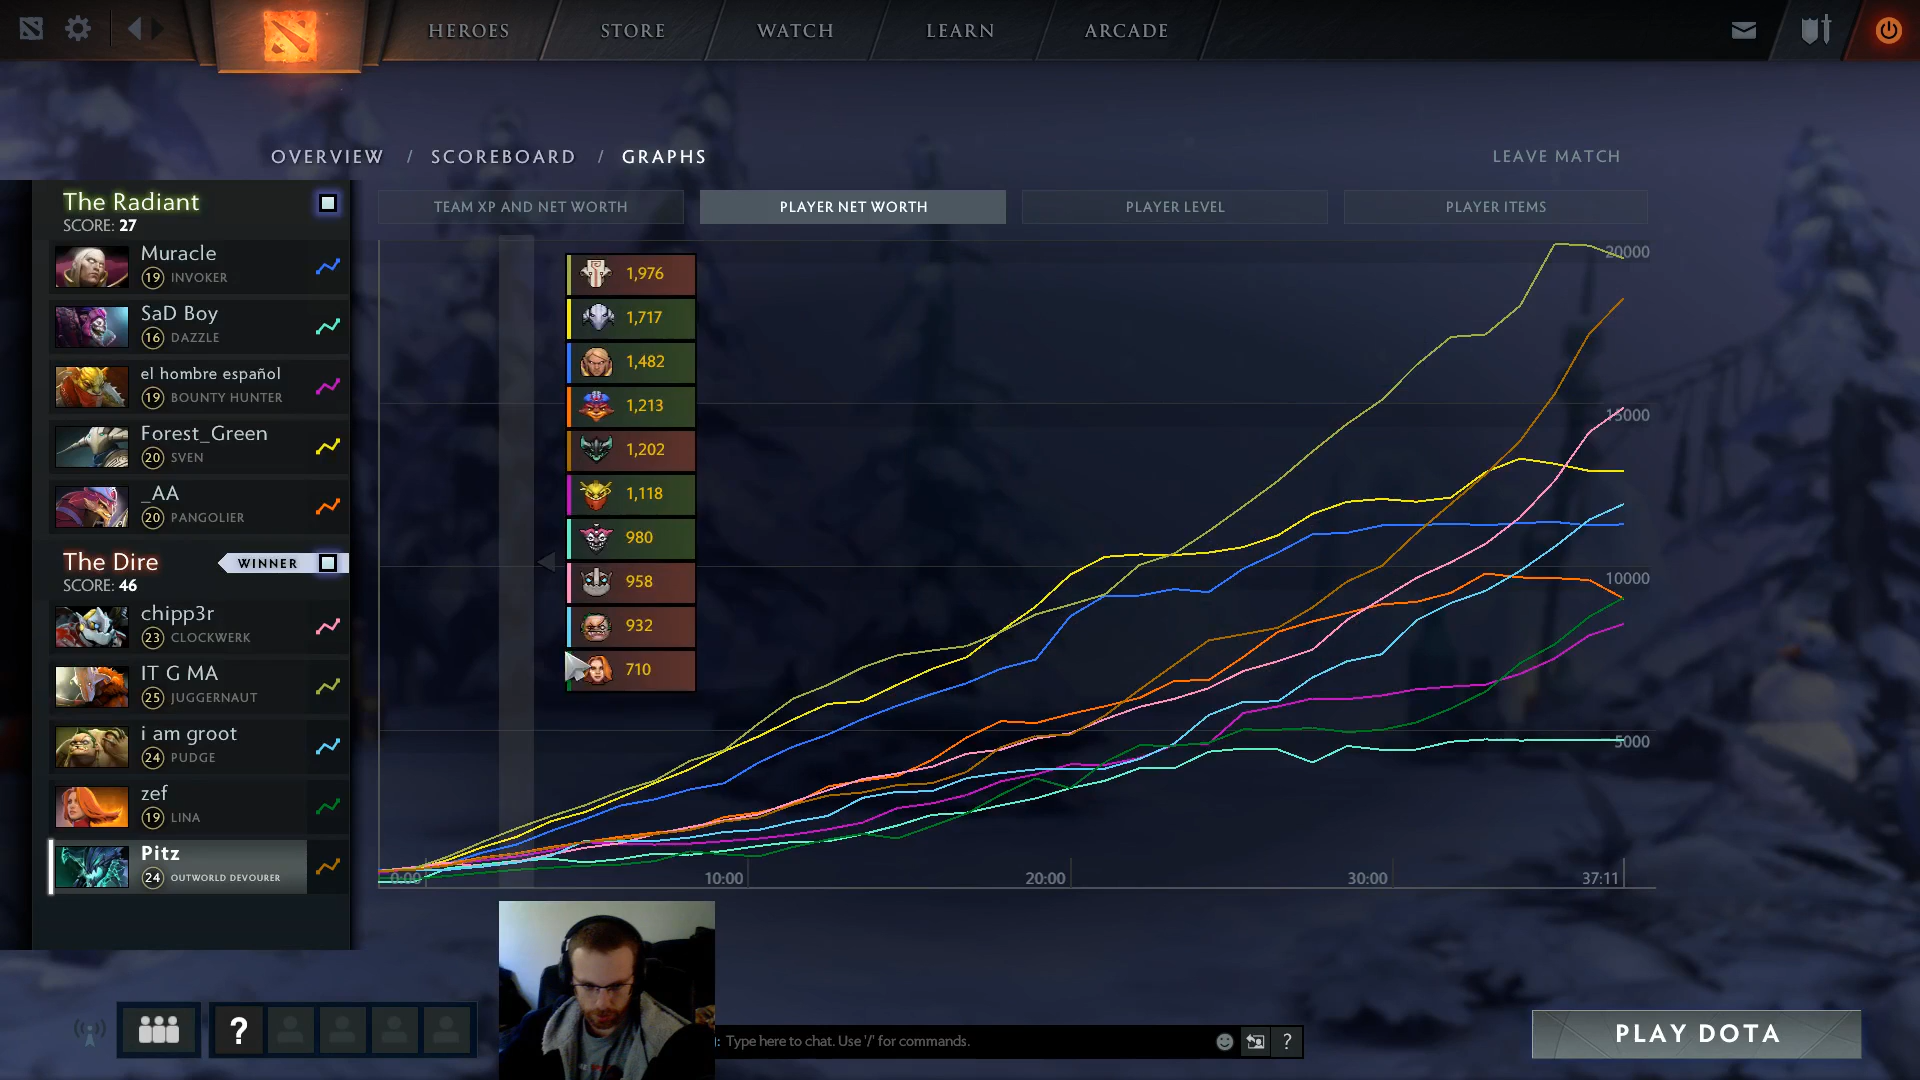 HEROES
STORE
WATCH
LEARN
ARCADE
OVERVIEW / SCOREBOARD / GRAPHS
LEAVE MATCH
TEAM XP AND NET WORTH
PLAYER NET WORTH
PLAYER LEVEL
PLAYER ITEMS
The Radiant
SCORE: 27
Muracle
19 INVOKER
SaD Boy
16 DAZZLE
el hombre español
19 BOUNTY HUNTER
Forest_Green
20 SVEN
_AA
20 PANGOLIER
The Dire
WINNER
SCORE: 46
chipp3r
23 CLOCKWERK
IT G MA
25 JUGGERNAUT
i am groot
24 PUDGE
zef
19 LINA
Pitz
24 OUTWORLD DEVOURER
1,976
1,717
1,482
1,213
1,202
1,118
980
958
932
710
20000
15000
10000
5000
0:00
10:00
20:00
30:00
37:11
?
: Type here to chat. Use '/' for commands.
?
PLAY DOTA